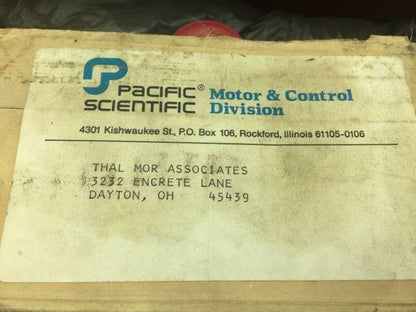 PACIFIC®
SCIENTIFIC
Motor & Control
Division
4301 Kishwaukee St., P.O. Box 106, Rockford, Illinois 61105-0106
THAL MOR ASSOCIATES
3232 ENCRETE LANE
DAYTON, OH 45439